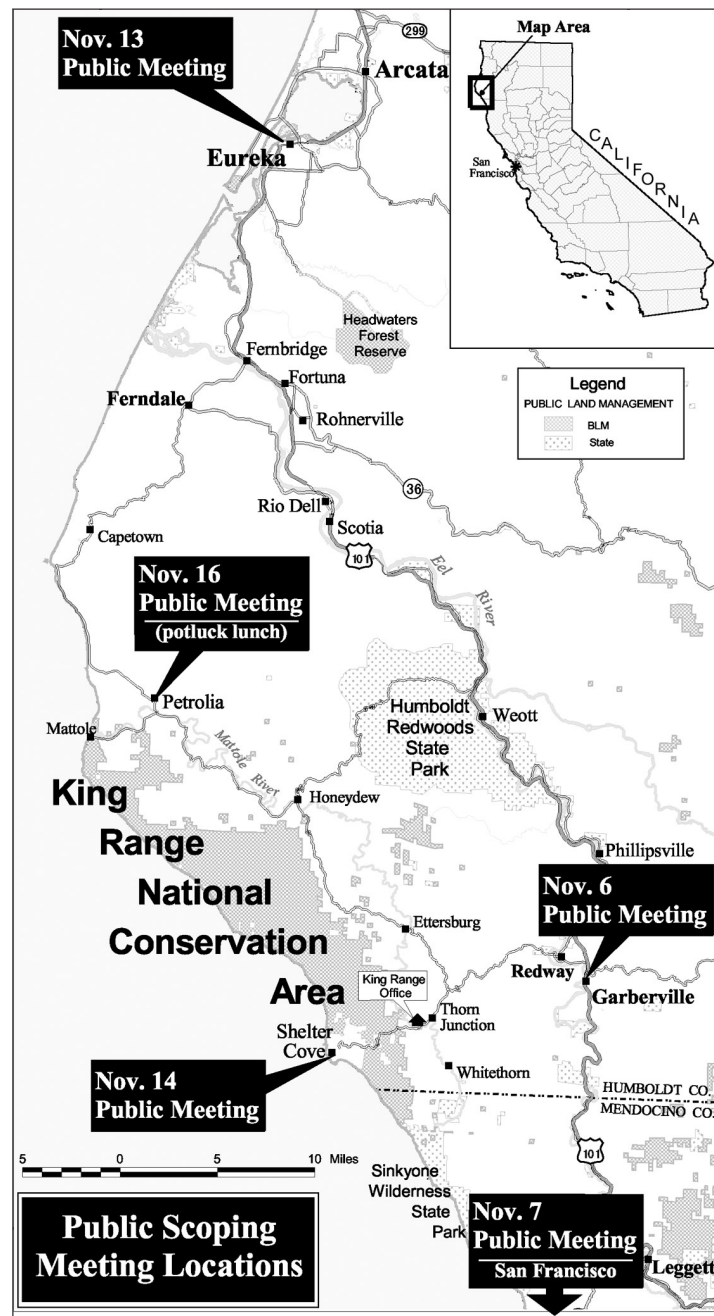 Nov. 13
Public Meeting
299
Arcata
Eureka
Map Area
San
Francisco
CALIFORNIA
Headwaters
Forest
Reserve
Fernbridge
Fortuna
Ferndale
Rohnerville
Legend
PUBLIC LAND MANAGEMENT
BLM
State
36
Rio Dell
Scotia
Capetown
101
Eel
River
Nov. 16
Public Meeting
(potluck lunch)
Petrolia
Mattole
Mattole
River
Humboldt
Redwoods
State
Park
Weott
Honeydew
King
Range
National
Conservation
Area
Phillipsville
Nov. 6
Public Meeting
Ettersburg
Redway
Garberville
King Range
Office
Thorn
Junction
Shelter
Cove
Whitethorn
Nov. 14
Public Meeting
HUMBOLDT CO.
MENDOCINO CO.
101
5 0 10 Miles
Sinkyone
Wilderness
State
Park
Public Scoping
Meeting Locations
Nov. 7
Public Meeting
San Francisco
Leggett